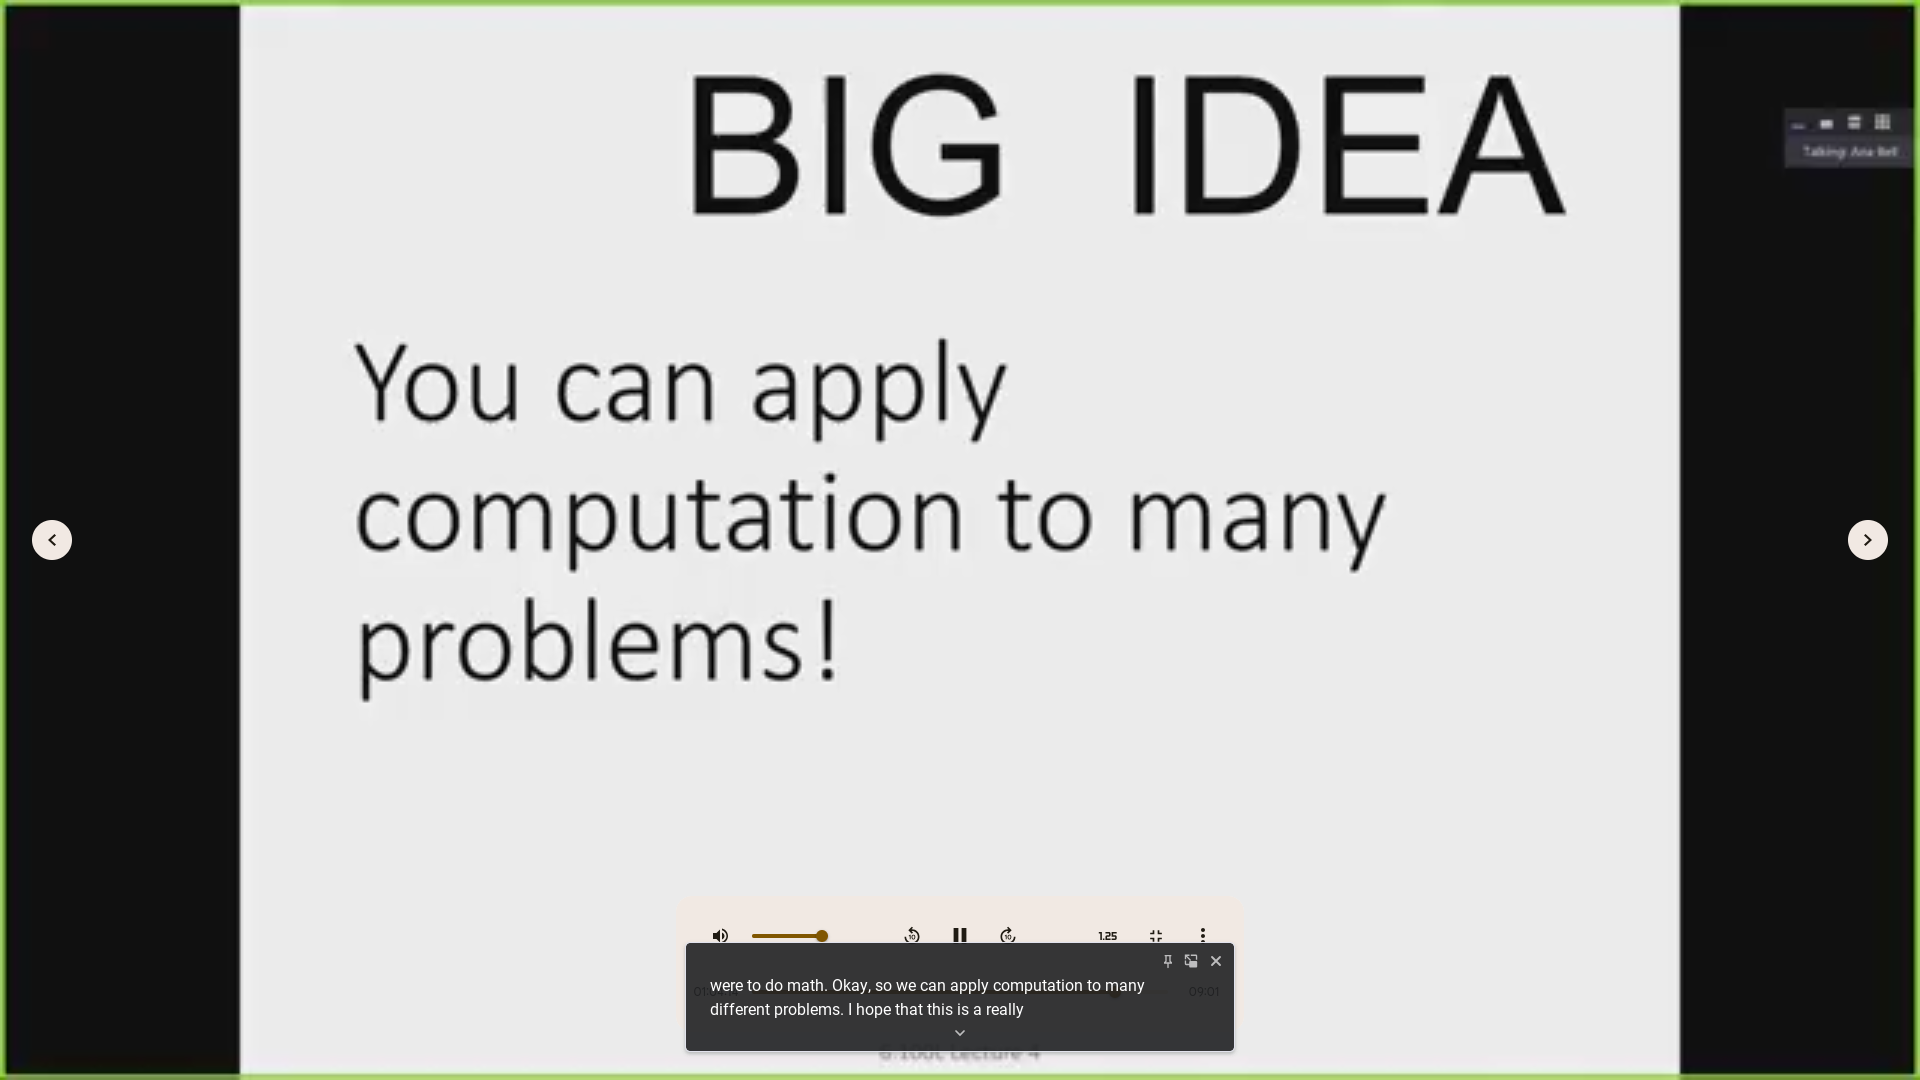 BIG IDEA
Talking: Ana Bell
You can apply
computation to many
problems!
1.25
were to do math. Okay, so we can apply computation to many
different problems. I hope that this is a really
09:01
6.100L Lecture 4